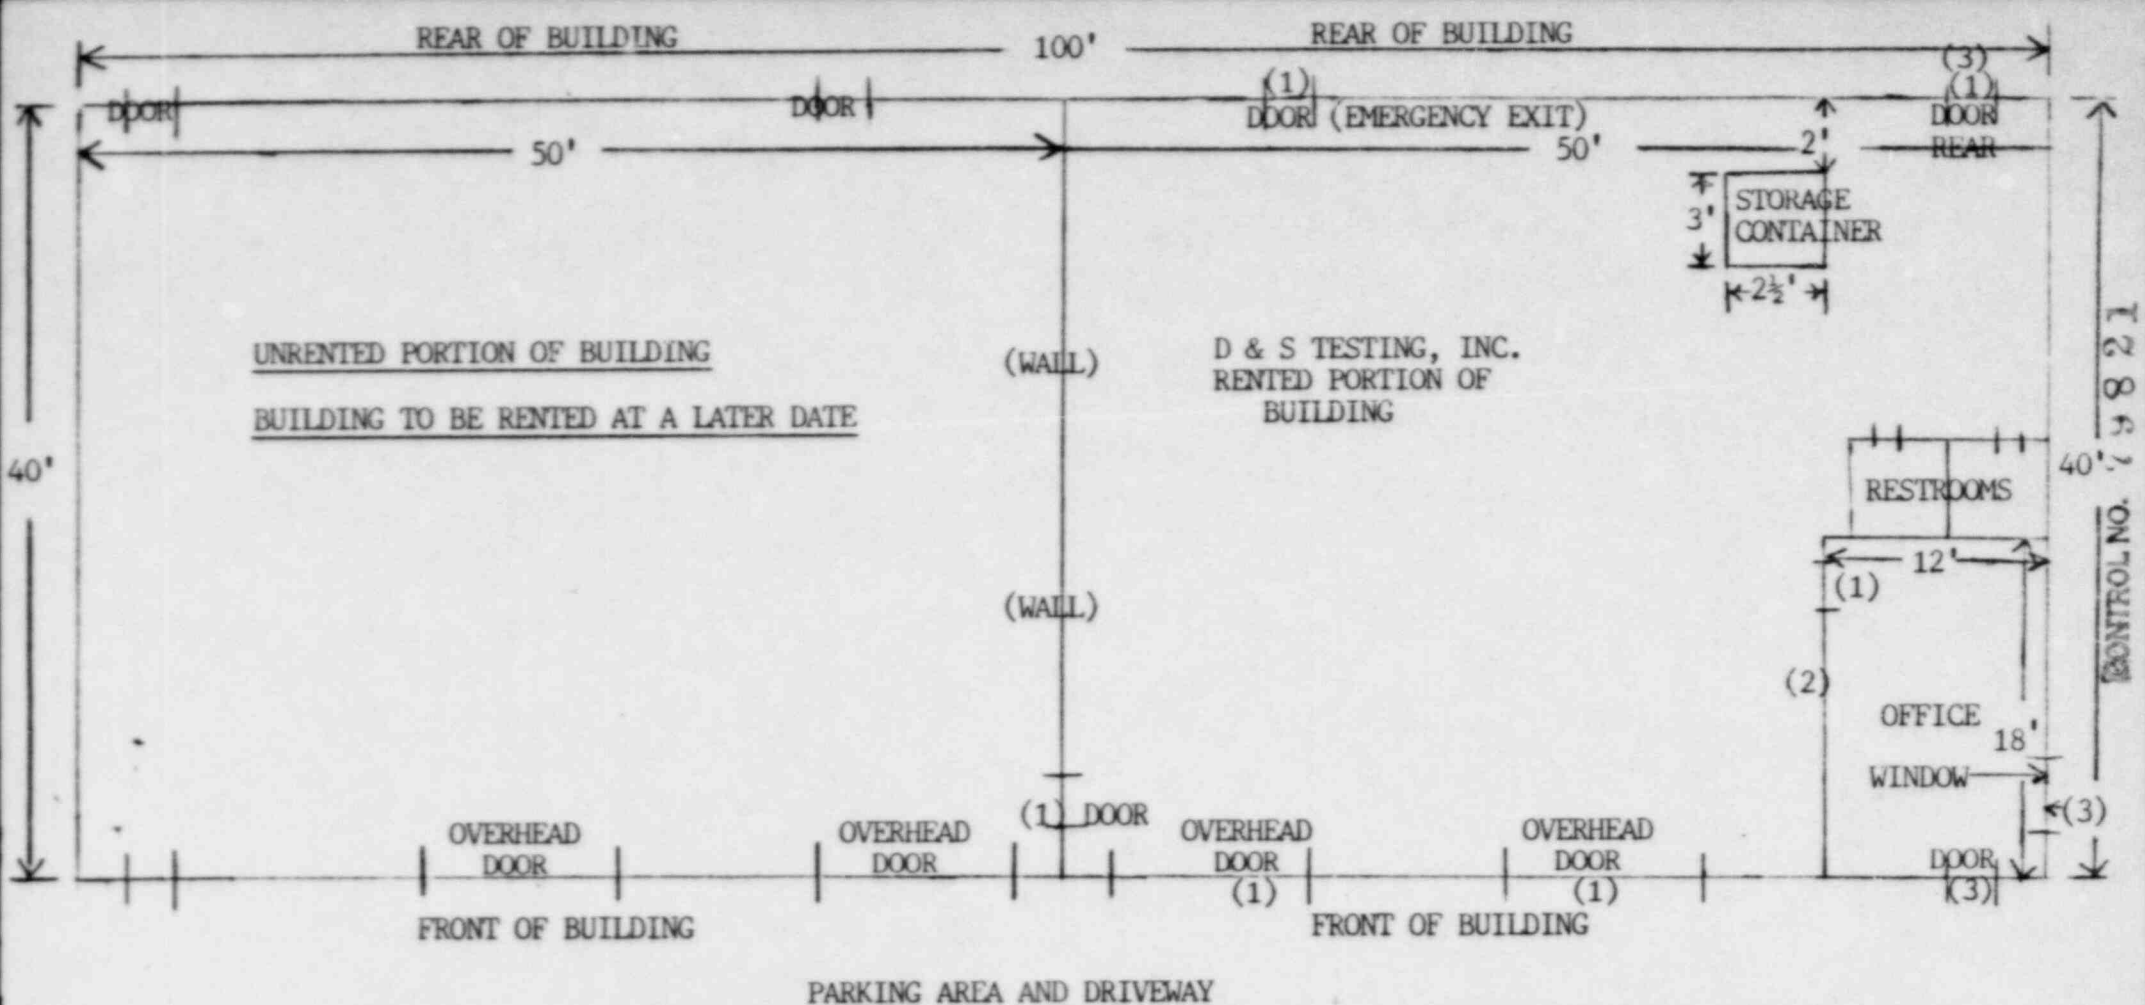 REAR OF BUILDING
REAR OF BUILDING
100'
(3)
(1)
(1)
DOOR
DOOR
DOOR (EMERGENCY EXIT)
DOOR
50'
50'
2'
REAR
STORAGE
CONTAINER
3'
2½'
UNRENTED PORTION OF BUILDING
BUILDING TO BE RENTED AT A LATER DATE
(WALL)
D & S TESTING, INC.
RENTED PORTION OF
BUILDING
40'
40'
RESTROOMS
12'
(1)
(WALL)
(2)
OFFICE
18'
WINDOW
(3)
(1) DOOR
OVERHEAD
DOOR
OVERHEAD
DOOR
OVERHEAD
DOOR
(1)
OVERHEAD
DOOR
(1)
DOOR
(3)
FRONT OF BUILDING
FRONT OF BUILDING
PARKING AREA AND DRIVEWAY
CONTROL NO.